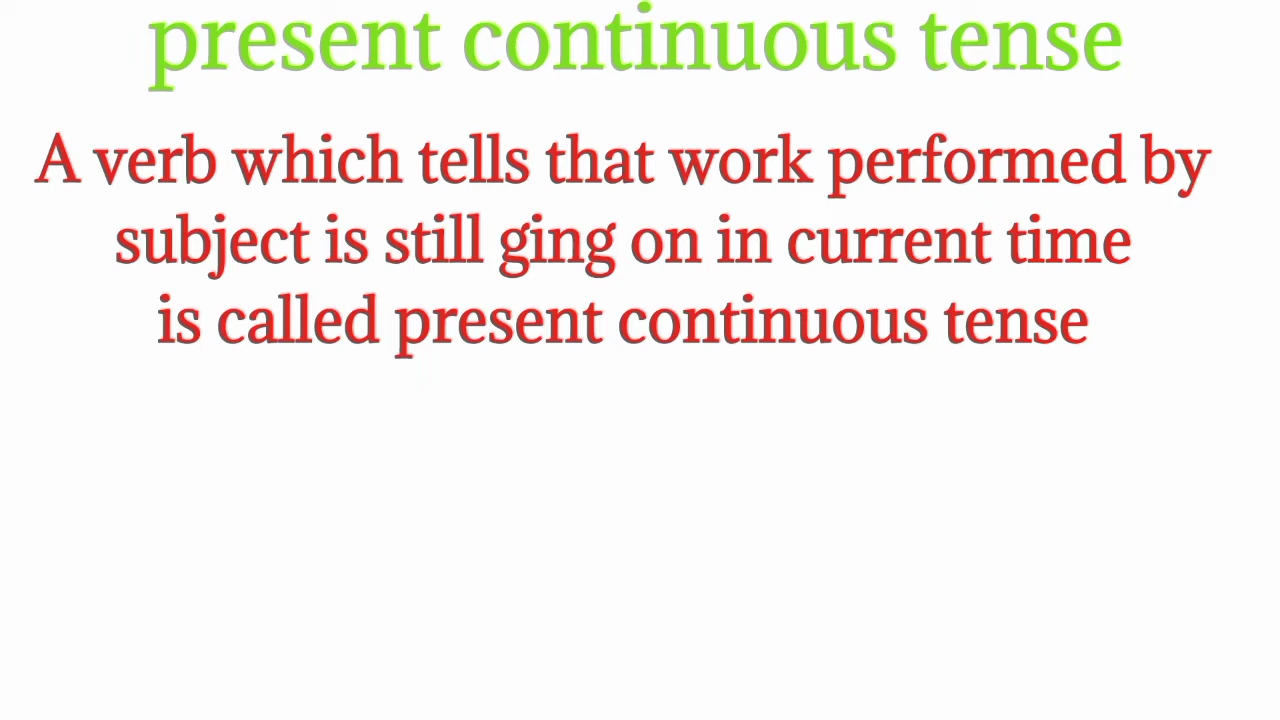 present continuous tense
A verb which tells that work performed by
subject is still ging on in current time
is called present continuous tense